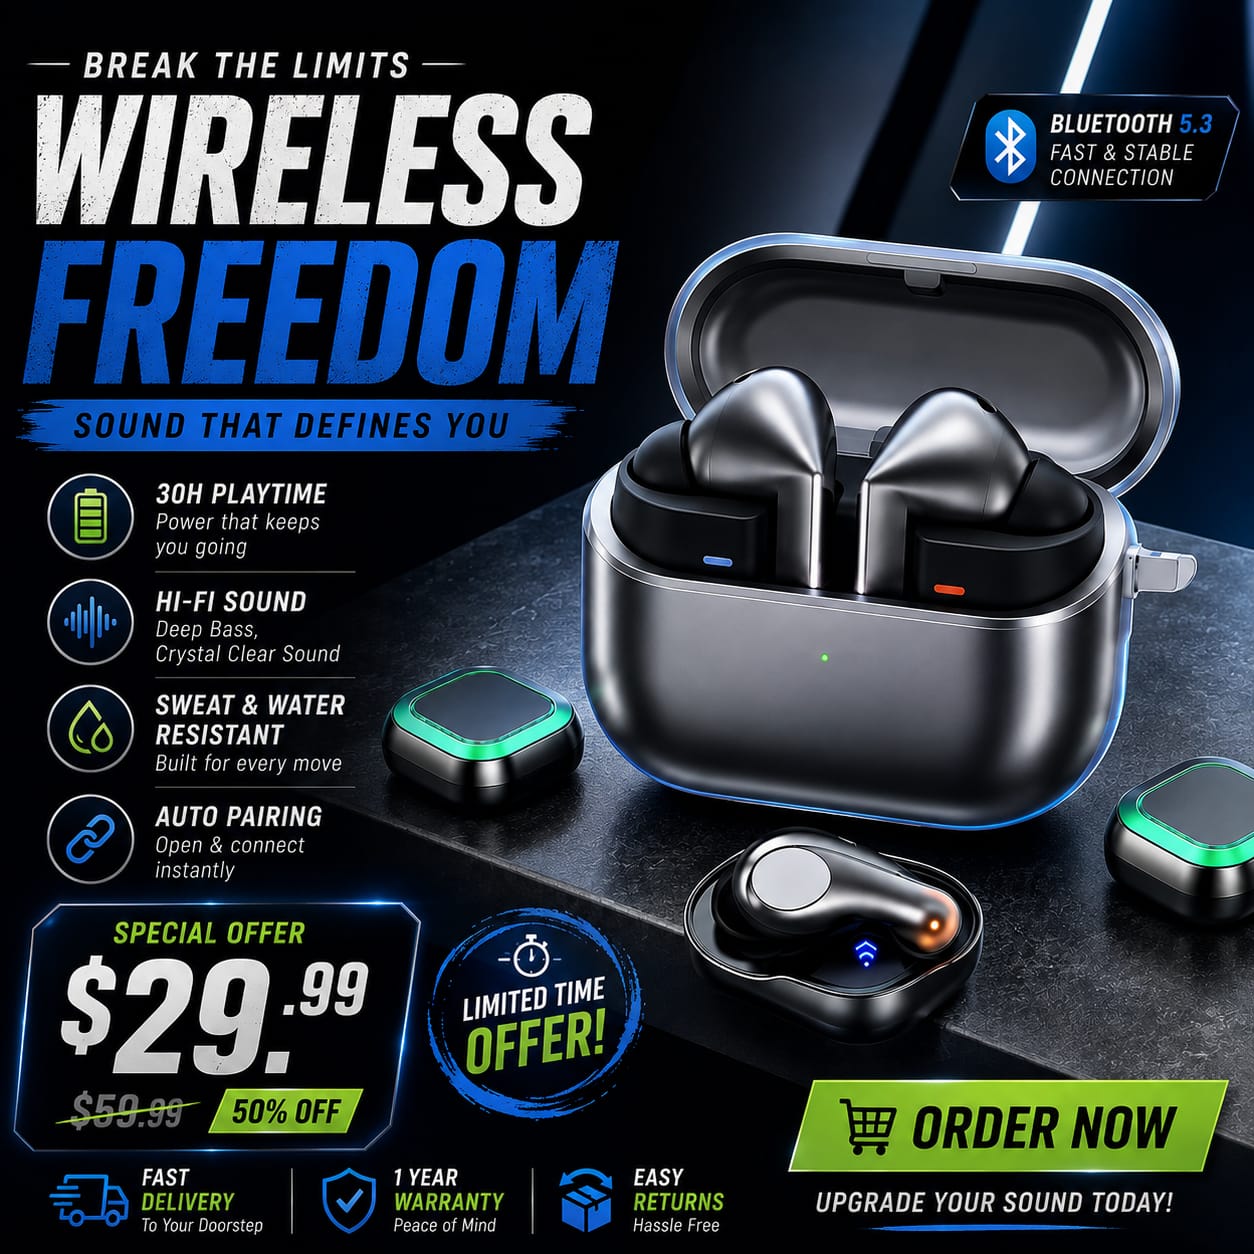 BREAK THE LIMITS
WIRELESS
FREEDOM
SOUND THAT DEFINES YOU
BLUETOOTH 5.3
FAST & STABLE
CONNECTION
30H PLAYTIME
Power that keeps
you going
HI-FI SOUND
Deep Bass,
Crystal Clear Sound
SWEAT & WATER
RESISTANT
Built for every move
AUTO PAIRING
Open & connect
instantly
SPECIAL OFFER
$29.99
$59.99
50% OFF
LIMITED TIME
OFFER!
ORDER NOW
UPGRADE YOUR SOUND TODAY!
FAST
DELIVERY
To Your Doorstep
1 YEAR
WARRANTY
Peace of Mind
EASY
RETURNS
Hassle Free